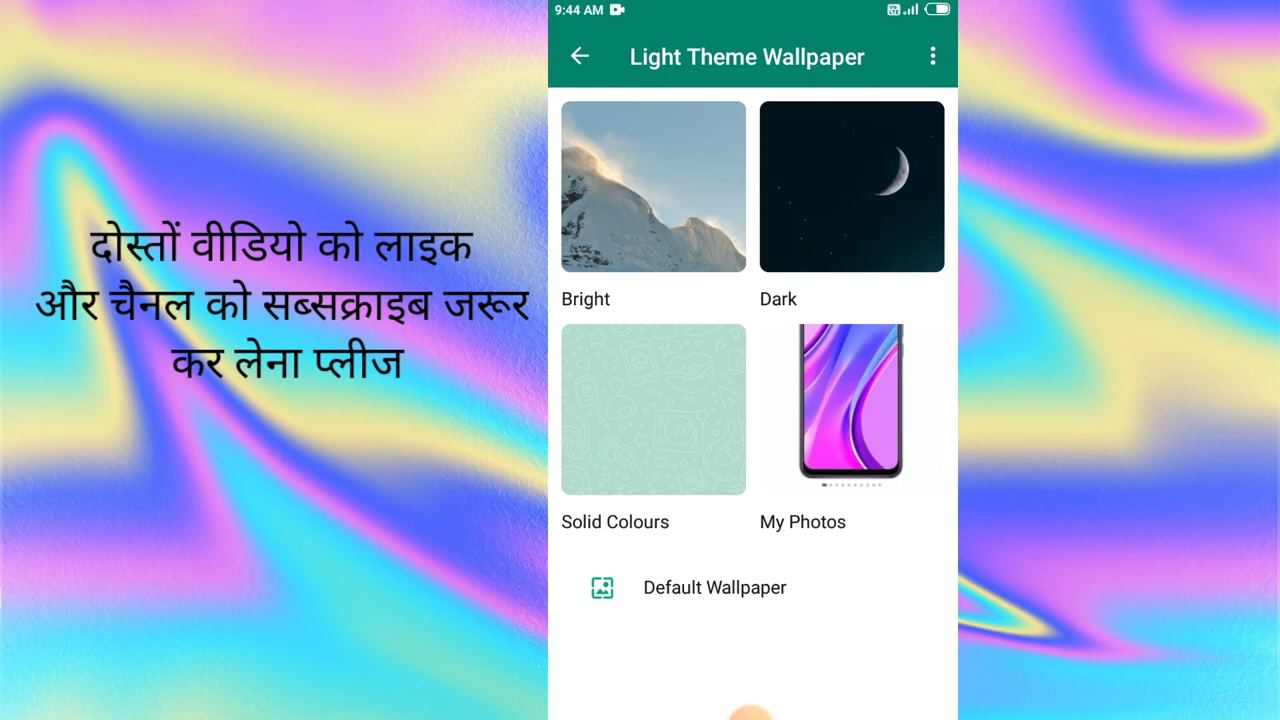 दोस्तों वीडियो को लाइक
और चैनल को सब्सक्राइब जरूर
कर लेना प्लीज
9:44 AM
Light Theme Wallpaper
Bright
Dark
Solid Colours
My Photos
Default Wallpaper